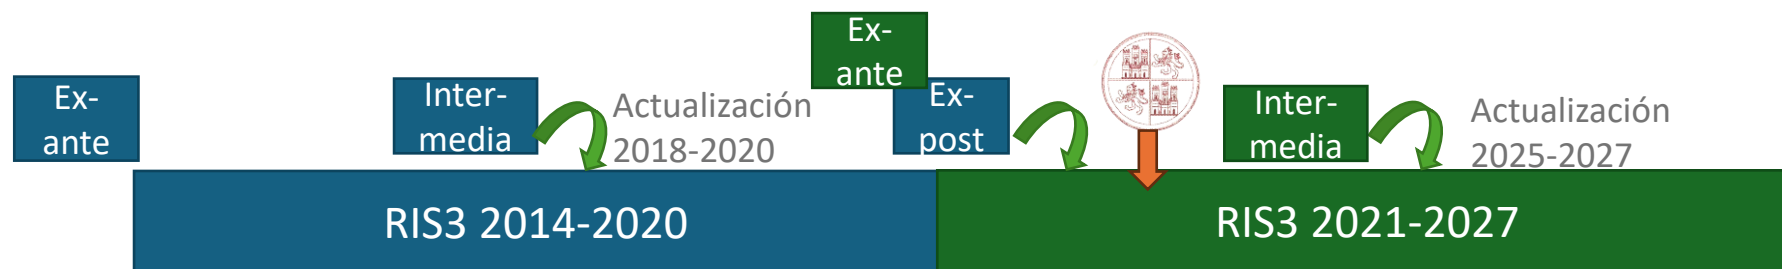 Ex-
ante
Inter-
media
Actualización
2018-2020
Ex-
ante
Ex-
post
Inter-
media
Actualización
2025-2027
RIS3 2014-2020
RIS3 2021-2027